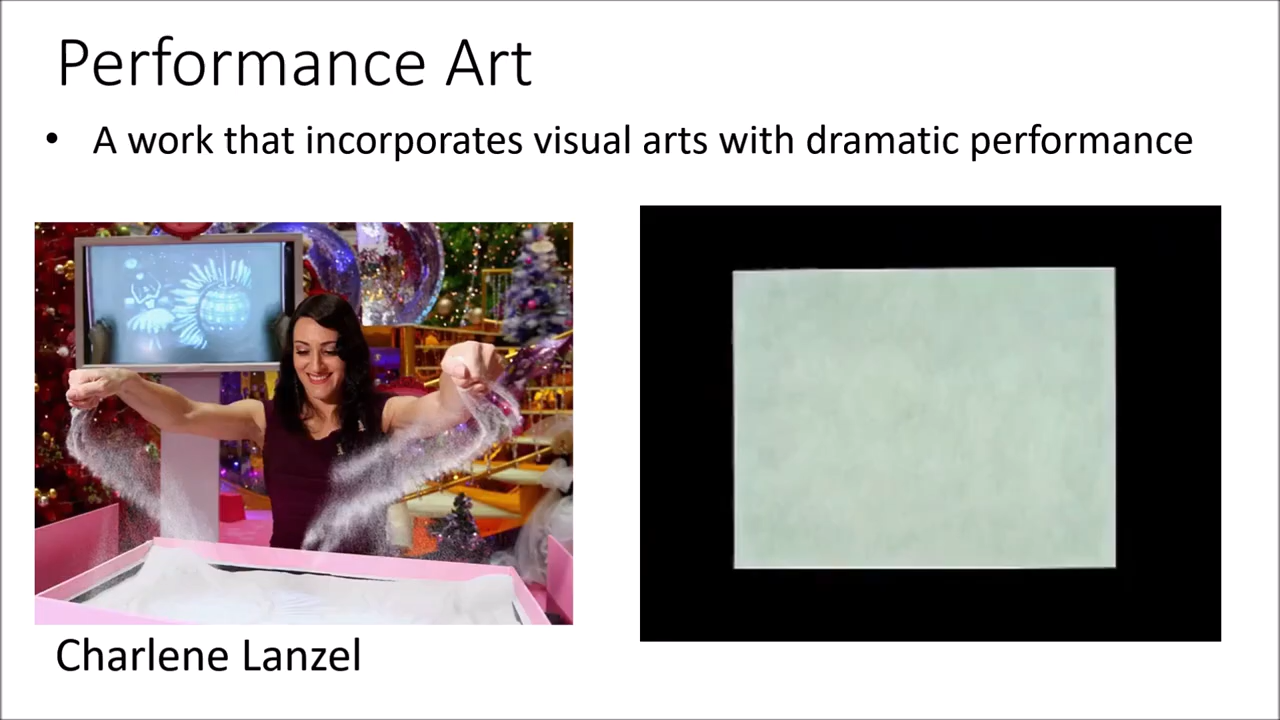 Performance Art
• A work that incorporates visual arts with dramatic performance
Charlene Lanzel